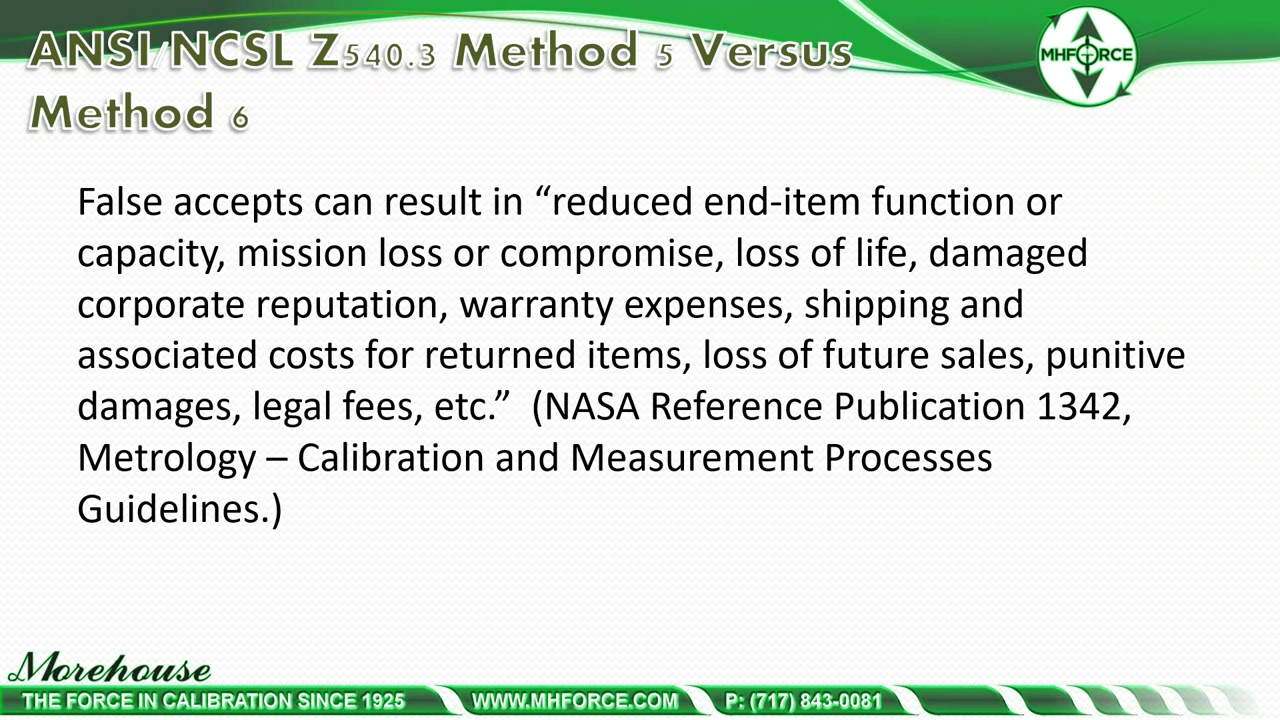 ANSI/NCSL Z540.3 Method 5 Versus
Method 6
MHFORCE
False accepts can result in “reduced end-item function or
capacity, mission loss or compromise, loss of life, damaged
corporate reputation, warranty expenses, shipping and
associated costs for returned items, loss of future sales, punitive
damages, legal fees, etc.” (NASA Reference Publication 1342,
Metrology – Calibration and Measurement Processes
Guidelines.)
Morehouse
THE FORCE IN CALIBRATION SINCE 1925 WWW.MHFORCE.COM P: (717) 843-0081